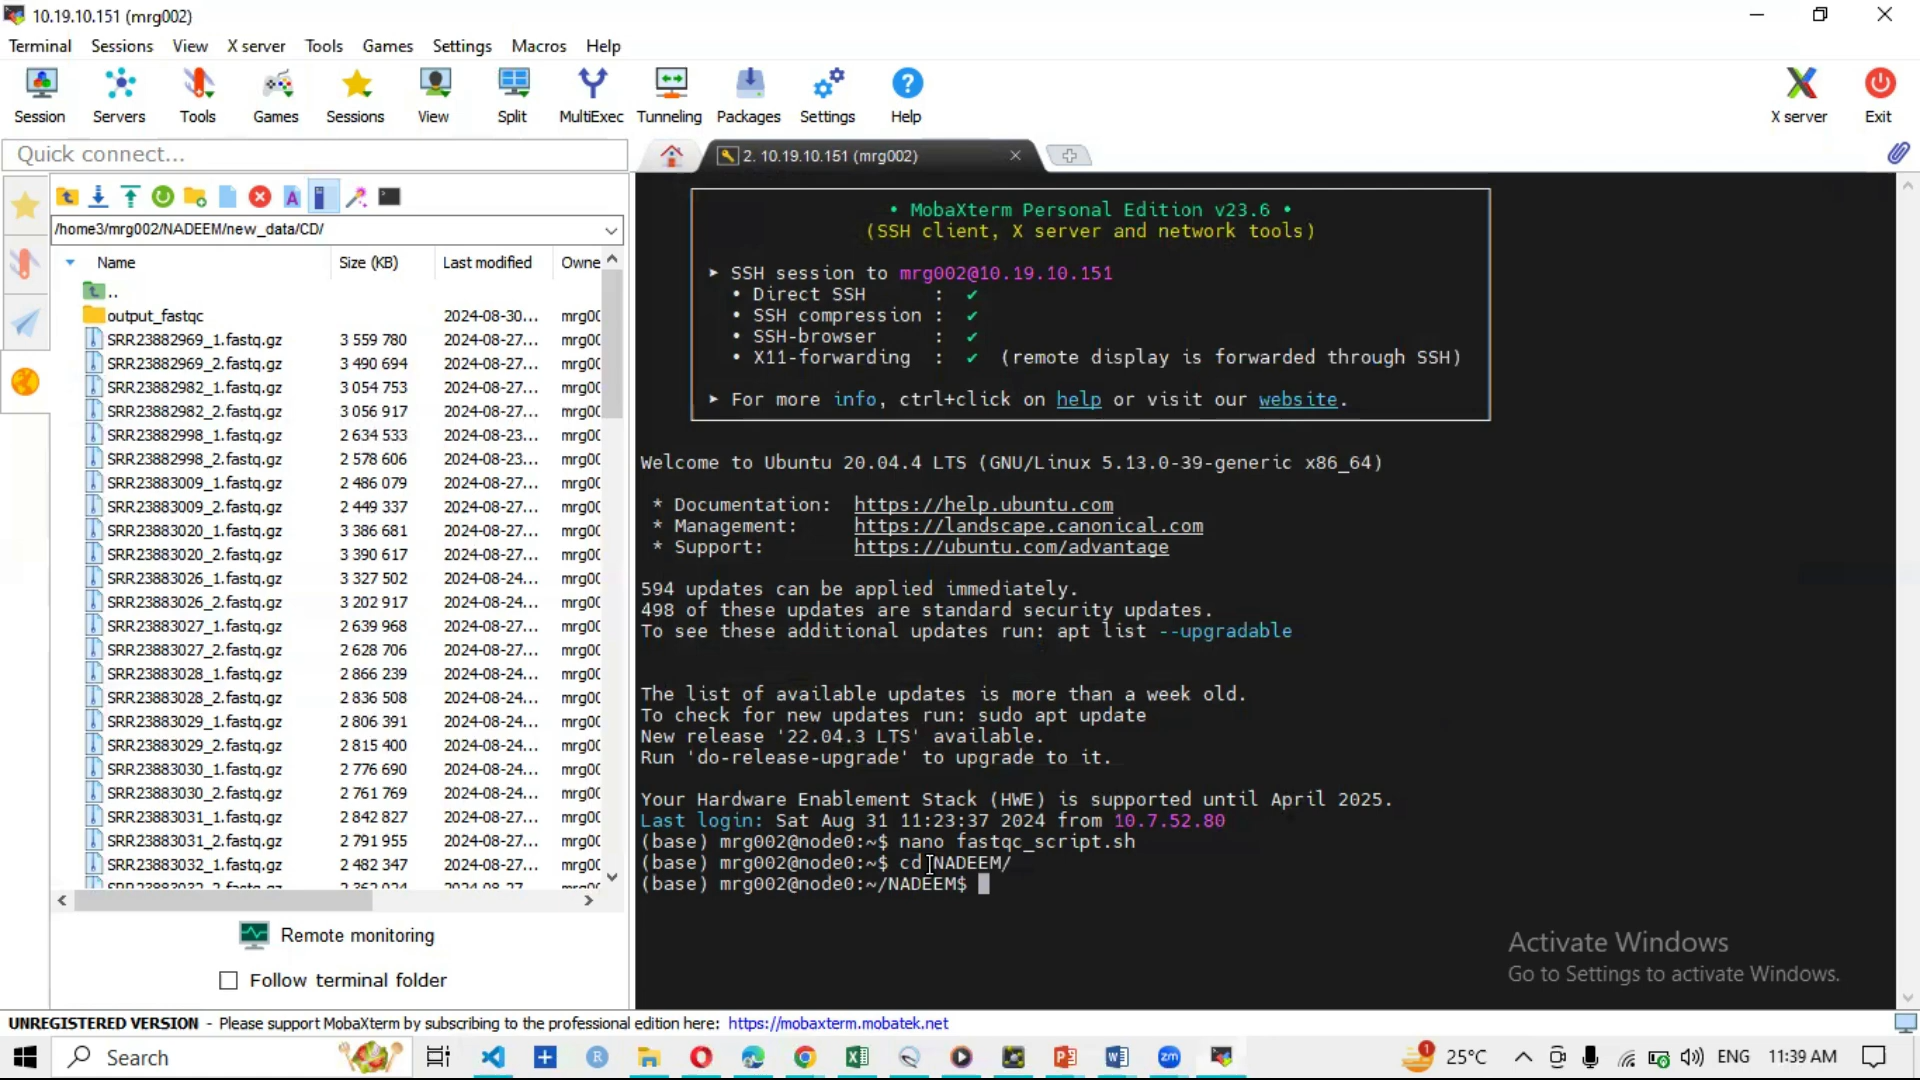 10.19.10.151 (mrg002)
Terminal Sessions View X server Tools Games Settings Macros Help
Session Servers Tools Games Sessions View Split MultiExec Tunneling Packages Settings Help X server Exit
Quick connect...
2. 10.19.10.151 (mrg002)
/home3/mrg002/NADEEM/new_data/CD/
Name Size (KB) Last modified Owne
..
output_fastqc 2024-08-30... mrg00
SRR23882969_1.fastq.gz 3 559 780 2024-08-27... mrg00
SRR23882969_2.fastq.gz 3 490 694 2024-08-27... mrg00
SRR23882982_1.fastq.gz 3 054 753 2024-08-27... mrg00
SRR23882982_2.fastq.gz 3 056 917 2024-08-27... mrg00
SRR23882998_1.fastq.gz 2 634 533 2024-08-23... mrg00
SRR23882998_2.fastq.gz 2 578 606 2024-08-23... mrg00
SRR23883009_1.fastq.gz 2 486 079 2024-08-27... mrg00
SRR23883009_2.fastq.gz 2 449 337 2024-08-27... mrg00
SRR23883020_1.fastq.gz 3 386 681 2024-08-27... mrg00
SRR23883020_2.fastq.gz 3 390 617 2024-08-27... mrg00
SRR23883026_1.fastq.gz 3 327 502 2024-08-24... mrg00
SRR23883026_2.fastq.gz 3 202 917 2024-08-24... mrg00
SRR23883027_1.fastq.gz 2 639 968 2024-08-27... mrg00
SRR23883027_2.fastq.gz 2 628 706 2024-08-27... mrg00
SRR23883028_1.fastq.gz 2 866 239 2024-08-24... mrg00
SRR23883028_2.fastq.gz 2 836 508 2024-08-24... mrg00
SRR23883029_1.fastq.gz 2 806 391 2024-08-24... mrg00
SRR23883029_2.fastq.gz 2 815 400 2024-08-24... mrg00
SRR23883030_1.fastq.gz 2 776 690 2024-08-24... mrg00
SRR23883030_2.fastq.gz 2 761 769 2024-08-24... mrg00
SRR23883031_1.fastq.gz 2 842 827 2024-08-27... mrg00
SRR23883031_2.fastq.gz 2 791 955 2024-08-27... mrg00
SRR23883032_1.fastq.gz 2 482 347 2024-08-27... mrg00
Remote monitoring
Follow terminal folder
• MobaXterm Personal Edition v23.6 •
(SSH client, X server and network tools)
➤ SSH session to mrg002@10.19.10.151
• Direct SSH : ✔
• SSH compression : ✔
• SSH-browser : ✔
• X11-forwarding : ✔ (remote display is forwarded through SSH)
➤ For more info, ctrl+click on help or visit our website.
Welcome to Ubuntu 20.04.4 LTS (GNU/Linux 5.13.0-39-generic x86_64)
* Documentation: https://help.ubuntu.com
* Management: https://landscape.canonical.com
* Support: https://ubuntu.com/advantage
594 updates can be applied immediately.
498 of these updates are standard security updates.
To see these additional updates run: apt list --upgradable
The list of available updates is more than a week old.
To check for new updates run: sudo apt update
New release '22.04.3 LTS' available.
Run 'do-release-upgrade' to upgrade to it.
Your Hardware Enablement Stack (HWE) is supported until April 2025.
Last login: Sat Aug 31 11:23:37 2024 from 10.7.52.80
(base) mrg002@node0:~$ nano fastqc_script.sh
(base) mrg002@node0:~$ cd NADEEM/
(base) mrg002@node0:~/NADEEM$
Activate Windows
Go to Settings to activate Windows.
UNREGISTERED VERSION - Please support MobaXterm by subscribing to the professional edition here: https://mobaxterm.mobatek.net
Search 25°C ENG 11:39 AM